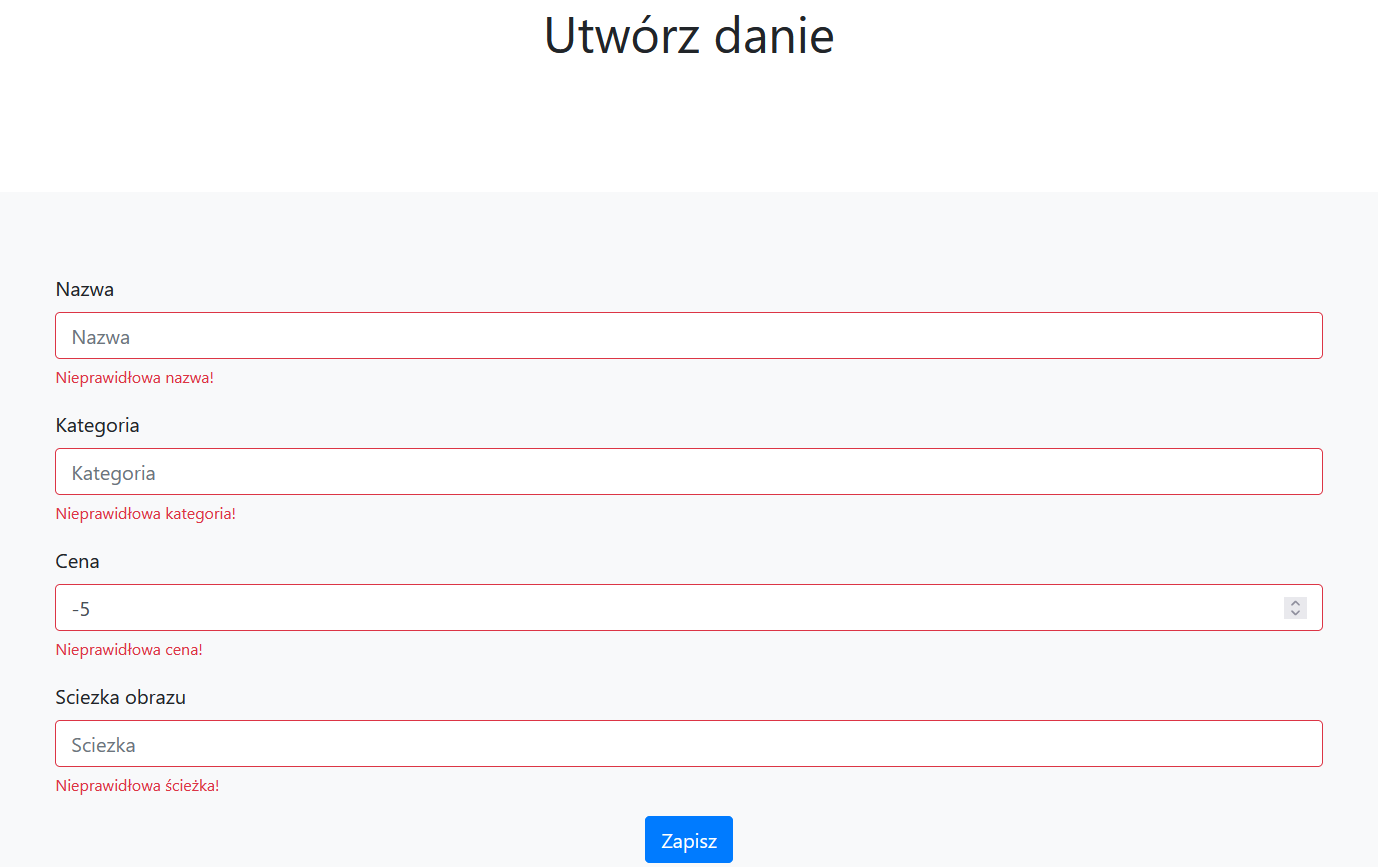 Utwórz danie
Nazwa
Nazwa
Nieprawidłowa nazwa!
Kategoria
Kategoria
Nieprawidłowa kategoria!
Cena
-5
Nieprawidłowa cena!
Sciezka obrazu
Sciezka
Nieprawidłowa ścieżka!
Zapisz